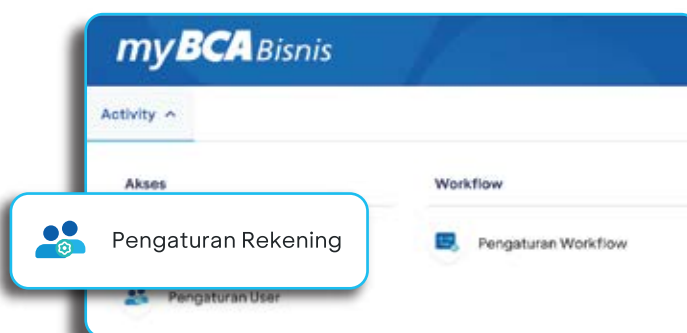 myBCA Bisnis
Activity
Akses
Workflow
Pengaturan Rekening
Pengaturan Workflow
Pengaturan User